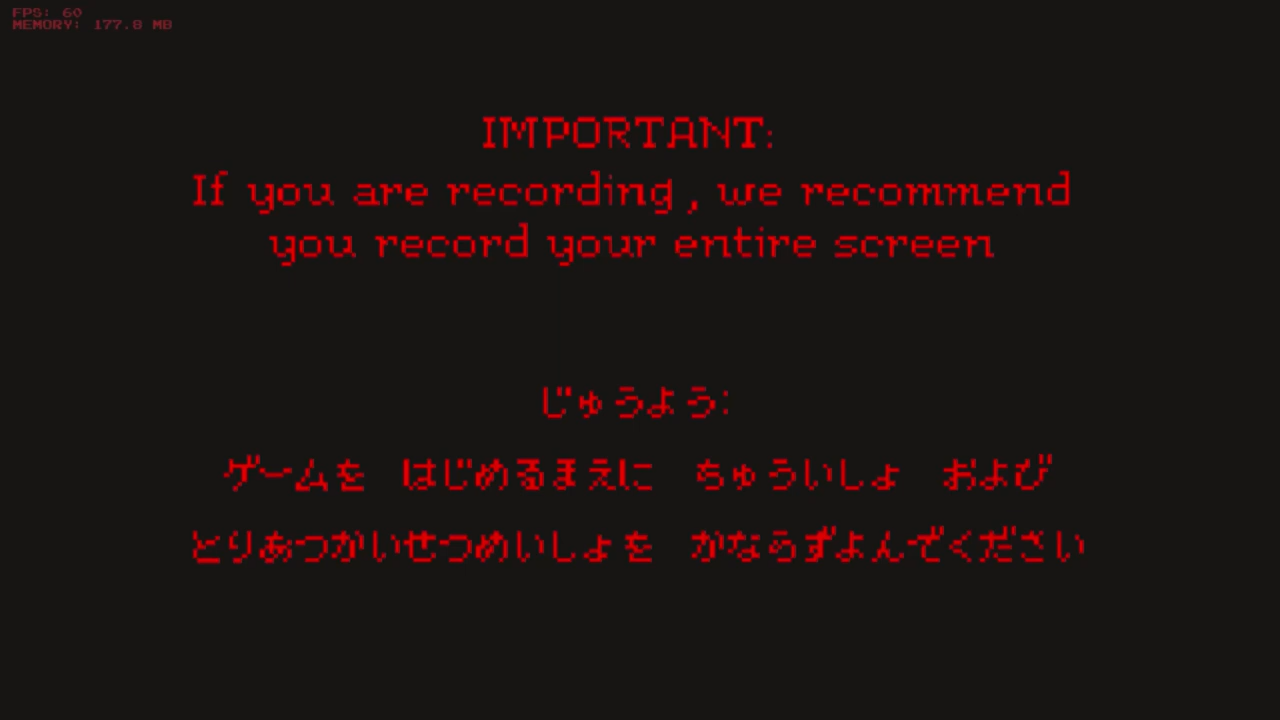 FPS: 60
MEMORY: 177.8 MB
IMPORTANT:
If you are recording , we recommend
you record your entire screen
じゅうよう:
ゲームを はじめるまえに ちゅういしょ および
とりあつかいせつめいしょを かならずよんでください